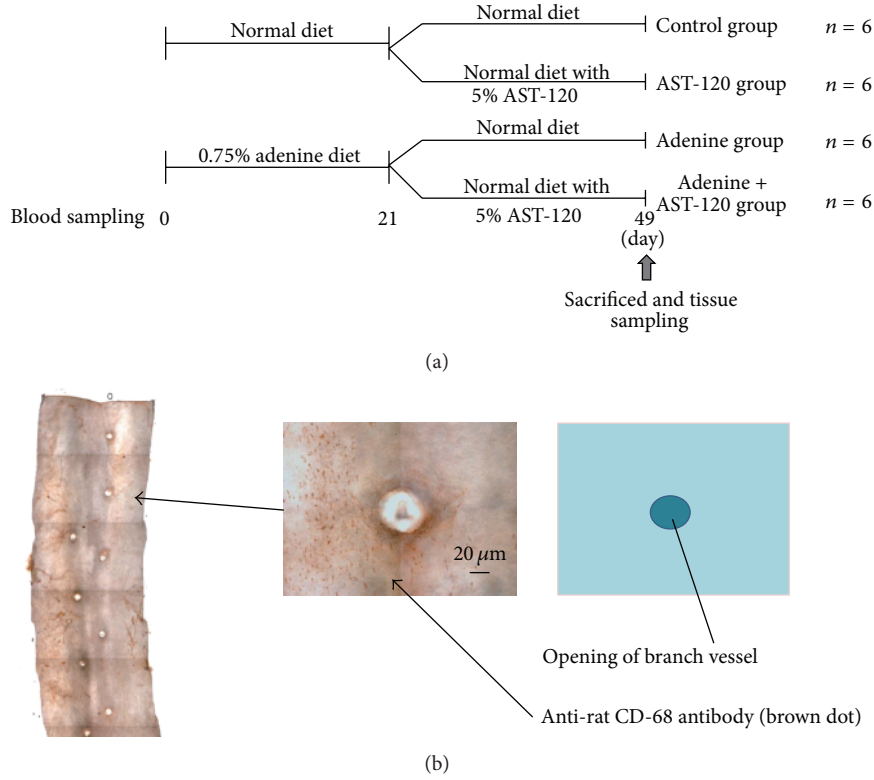 Normal diet
Normal diet
Control group
n = 6
Normal diet with
5% AST-120
AST-120 group
n = 6
0.75% adenine diet
Normal diet
Adenine group
n = 6
Normal diet with
5% AST-120
Adenine +
AST-120 group
n = 6
Blood sampling
0
21
49
(day)
Sacrificed and tissue
sampling
(a)
20 μm
Opening of branch vessel
Anti-rat CD-68 antibody (brown dot)
(b)